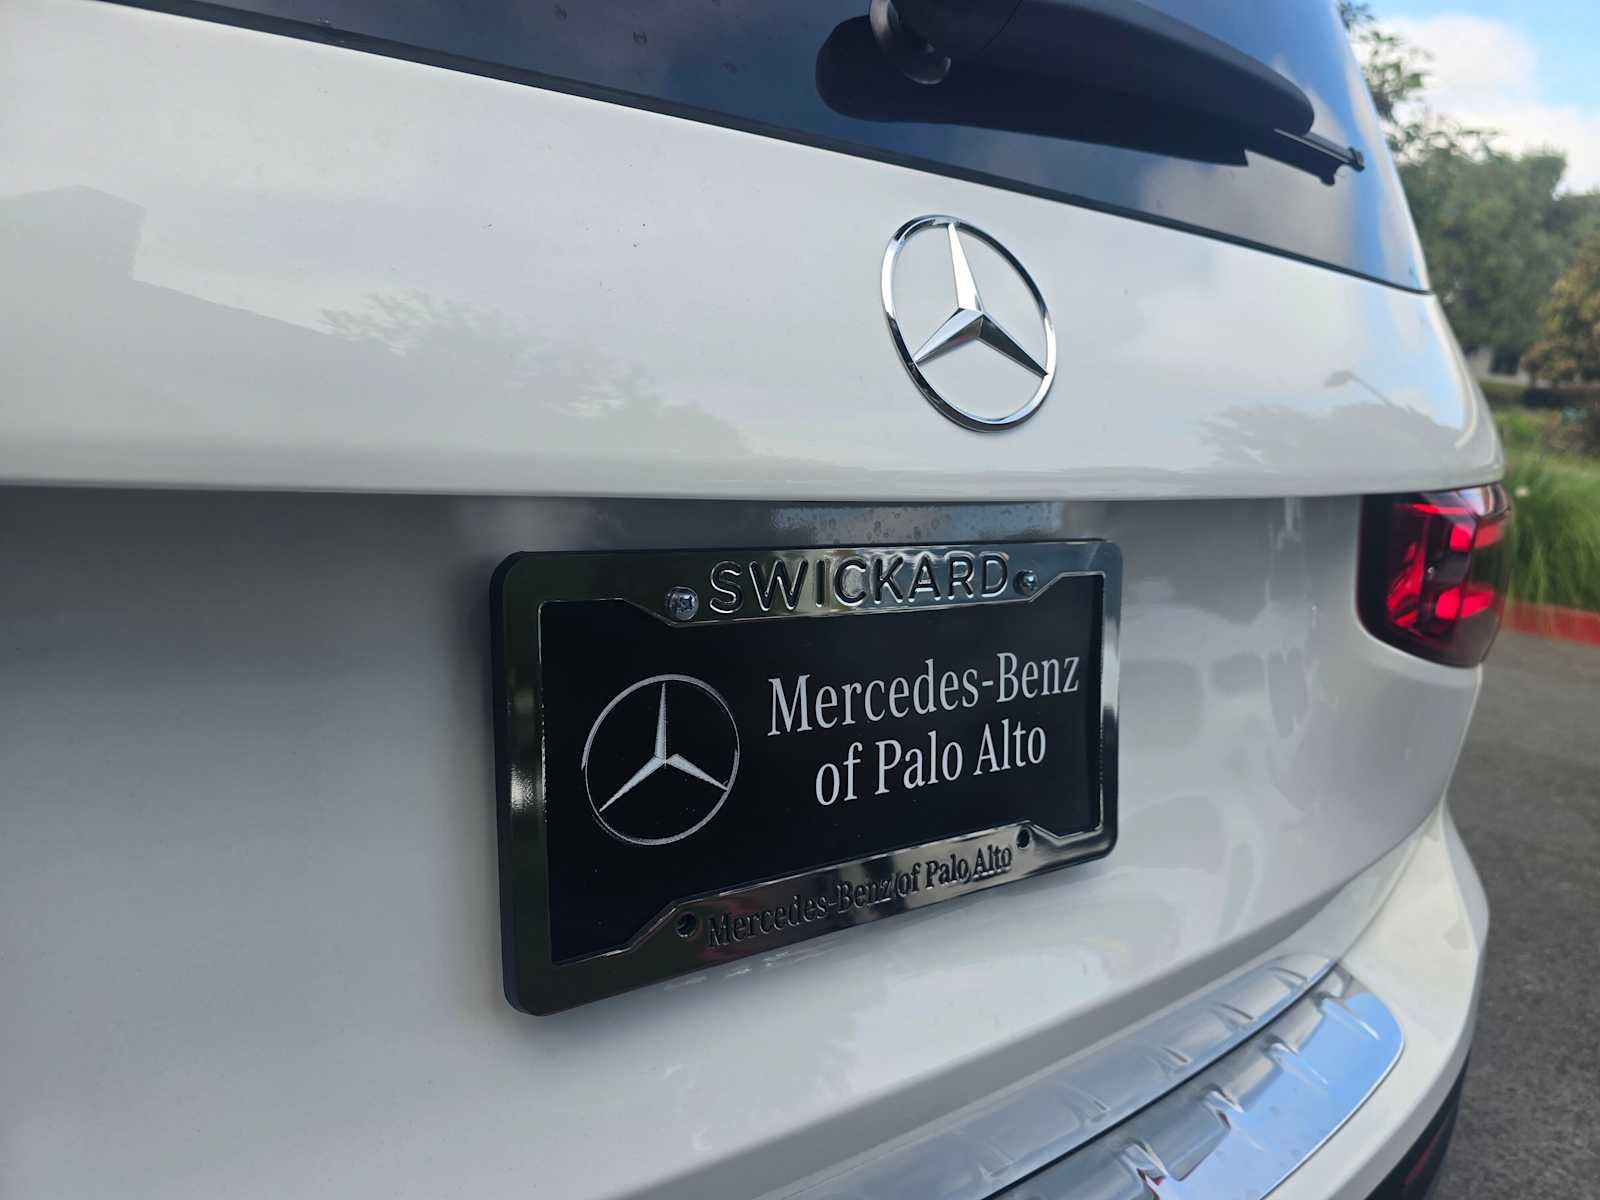 SWICKARD
Mercedes-Benz
of Palo Alto
Mercedes-Benz of Palo Alto